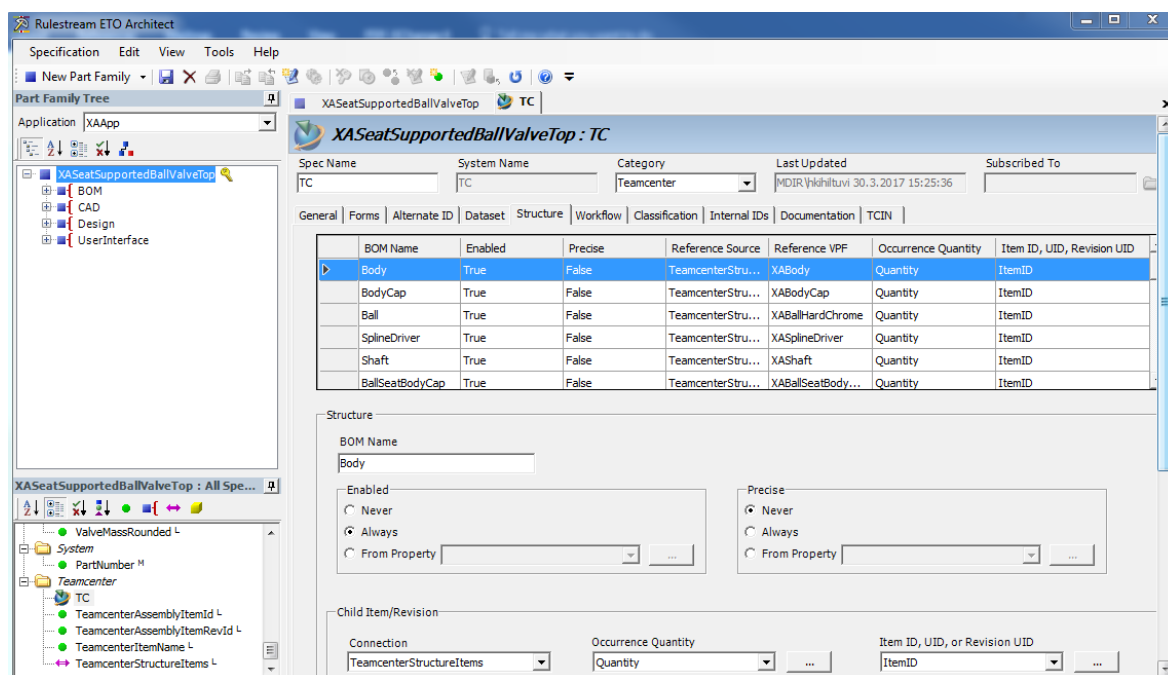 Rulestream ETO Architect
Specification Edit View Tools Help
New Part Family
Part Family Tree
Application XAApp
XASeatSupportedBallValveTop
BOM
CAD
Design
UserInterface
XASeatSupportedBallValveTop : All Spe...
ValveMassRounded L
System
PartNumber M
Teamcenter
TC
TeamcenterAssemblyItemId L
TeamcenterAssemblyItemRevId L
TeamcenterItemName L
TeamcenterStructureItems L
XASeatSupportedBallValveTop TC
XASeatSupportedBallValveTop : TC
Spec Name System Name Category Last Updated Subscribed To
TC TC Teamcenter MDIR\hkihiltuvi 30.3.2017 15:25:36
General Forms Alternate ID Dataset Structure Workflow Classification Internal IDs Documentation TCIN
BOM Name Enabled Precise Reference Source Reference VPF Occurrence Quantity Item ID, UID, Revision UID
Body True False TeamcenterStru... XABody Quantity ItemID
BodyCap True False TeamcenterStru... XABodyCap Quantity ItemID
Ball True False TeamcenterStru... XABallHardChrome Quantity ItemID
SplineDriver True False TeamcenterStru... XASplineDriver Quantity ItemID
Shaft True False TeamcenterStru... XAShaft Quantity ItemID
BallSeatBodyCap True False TeamcenterStru... XABallSeatBody... Quantity ItemID
Structure
BOM Name
Body
Enabled Precise
Never Never
Always Always
From Property ... From Property ...
Child Item/Revision
Connection Occurrence Quantity Item ID, UID, or Revision UID
TeamcenterStructureItems Quantity ... ItemID ...